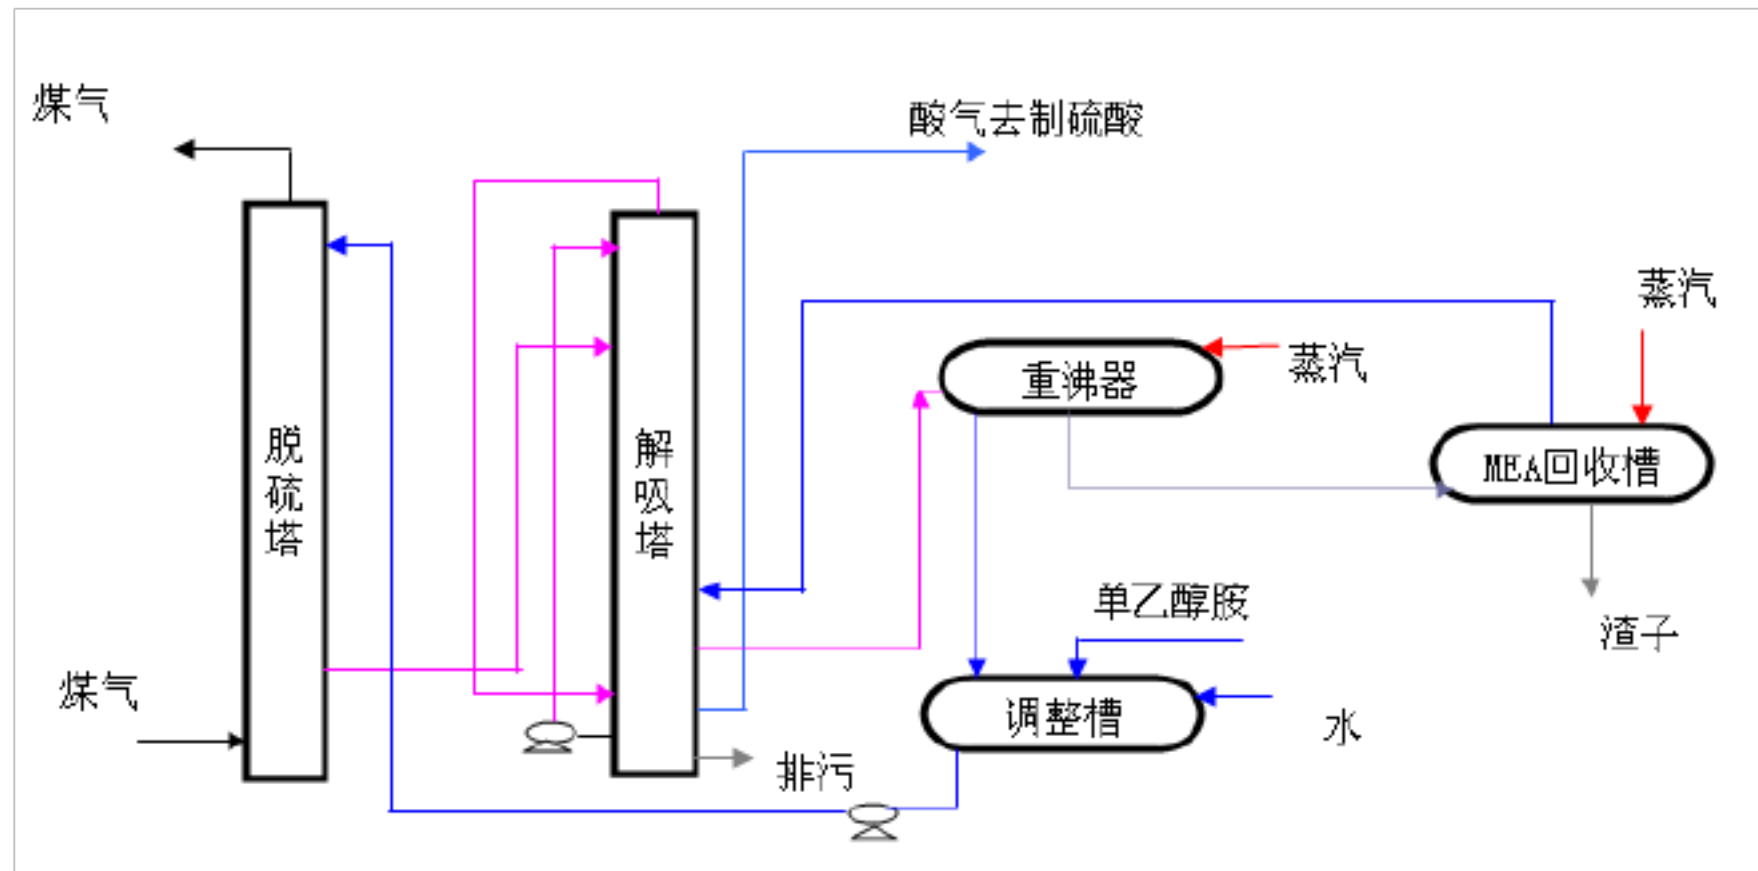 煤气
酸气去制硫酸
蒸汽
蒸汽
重沸器
脱硫塔
解吸塔
MEA回收槽
单乙醇胺
渣子
煤气
调整槽
水
排污